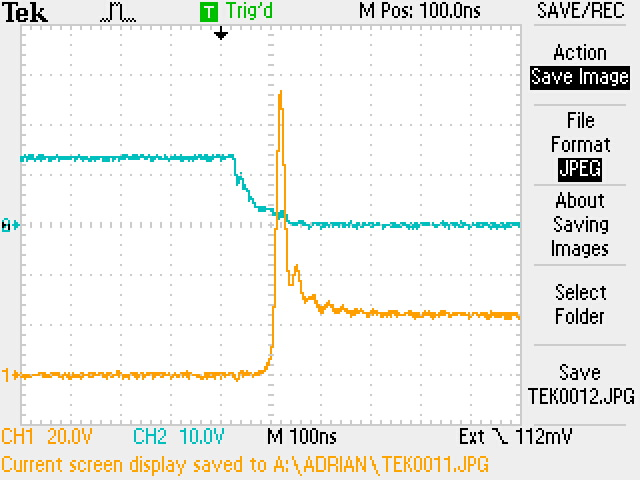 Tek T Trig'd M Pos: 100.0ns SAVE/REC
Action
Save Image
File
Format
JPEG
About
Saving
Images
Select
Folder
Save
TEK0012.JPG
2
1
CH1 20.0V CH2 10.0V M 100ns Ext 112mV
Current screen display saved to A:\ADRIAN\TEK0011.JPG